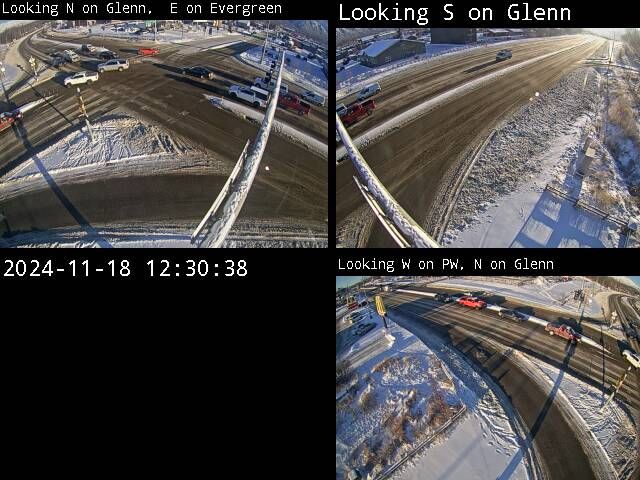 Looking N on Glenn, E on Evergreen
Looking S on Glenn
2024-11-18 12:30:38
Looking W on PW, N on Glenn